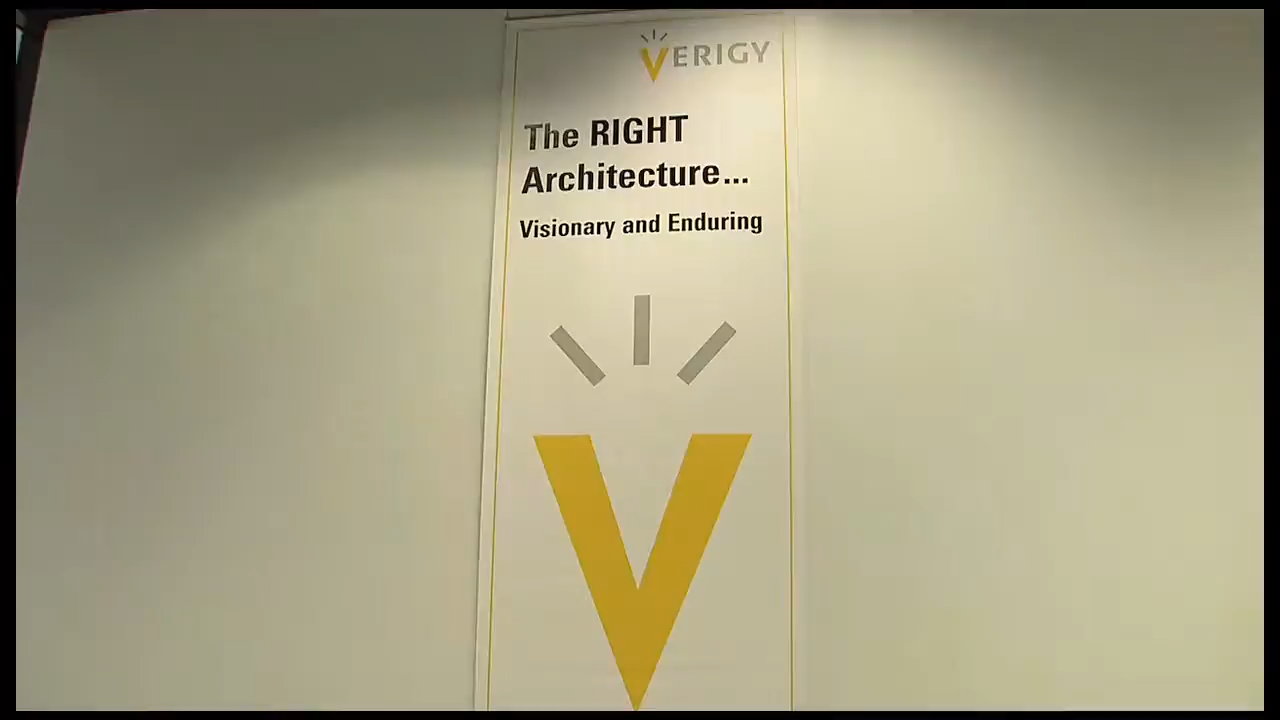 VERIGY
The RIGHT
Architecture...
Visionary and Enduring
V